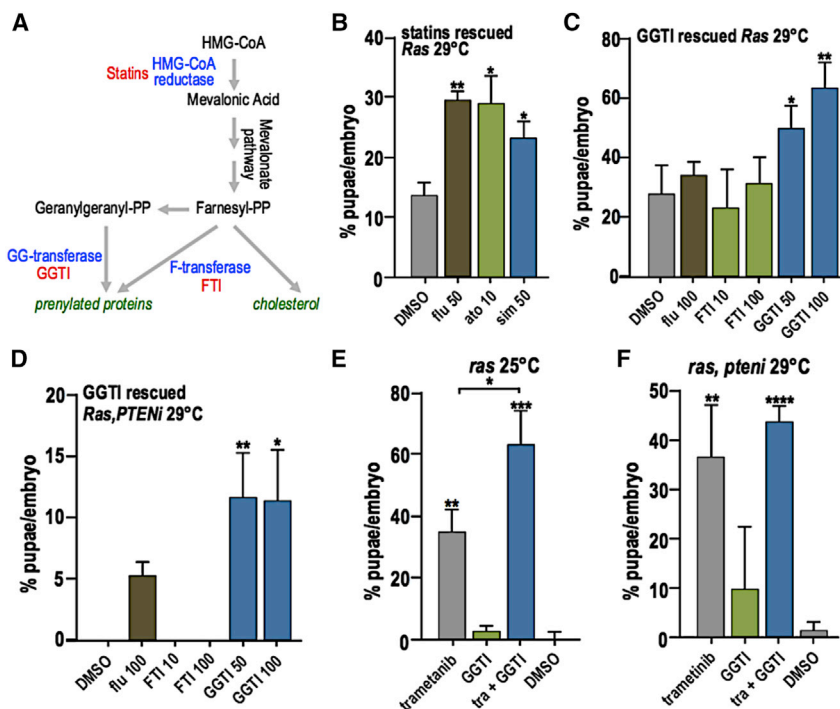 A
HMG-CoA
Statins
HMG-CoA
reductase
Mevalonic Acid
Mevalonate
pathway
Geranylgeranyl-PP
Farnesyl-PP
GG-transferase
GGTI
F-transferase
FTI
prenylated proteins
cholesterol
B
statins rescued
Ras 29°C
% pupae/embryo
40
30
20
10
0
**
*
*
DMSO
flu 50
ato 10
sim 50
C
GGTI rescued Ras 29°C
% pupae/embryo
80
60
40
20
0
*
**
DMSO
flu 100
FTI 10
FTI 100
GGTI 50
GGTI 100
D
GGTI rescued
Ras,PTENi 29°C
% pupae/embryo
20
15
10
5
0
**
*
DMSO
flu 100
FTI 10
FTI 100
GGTI 50
GGTI 100
E
ras 25°C
% pupae/embryo
80
60
40
20
0
*
**
***
trametanib
GGTI
tra + GGTI
DMSO
F
ras, pteni 29°C
% pupae/embryo
50
40
30
20
10
0
**
****
trametinib
GGTI
tra + GGTI
DMSO